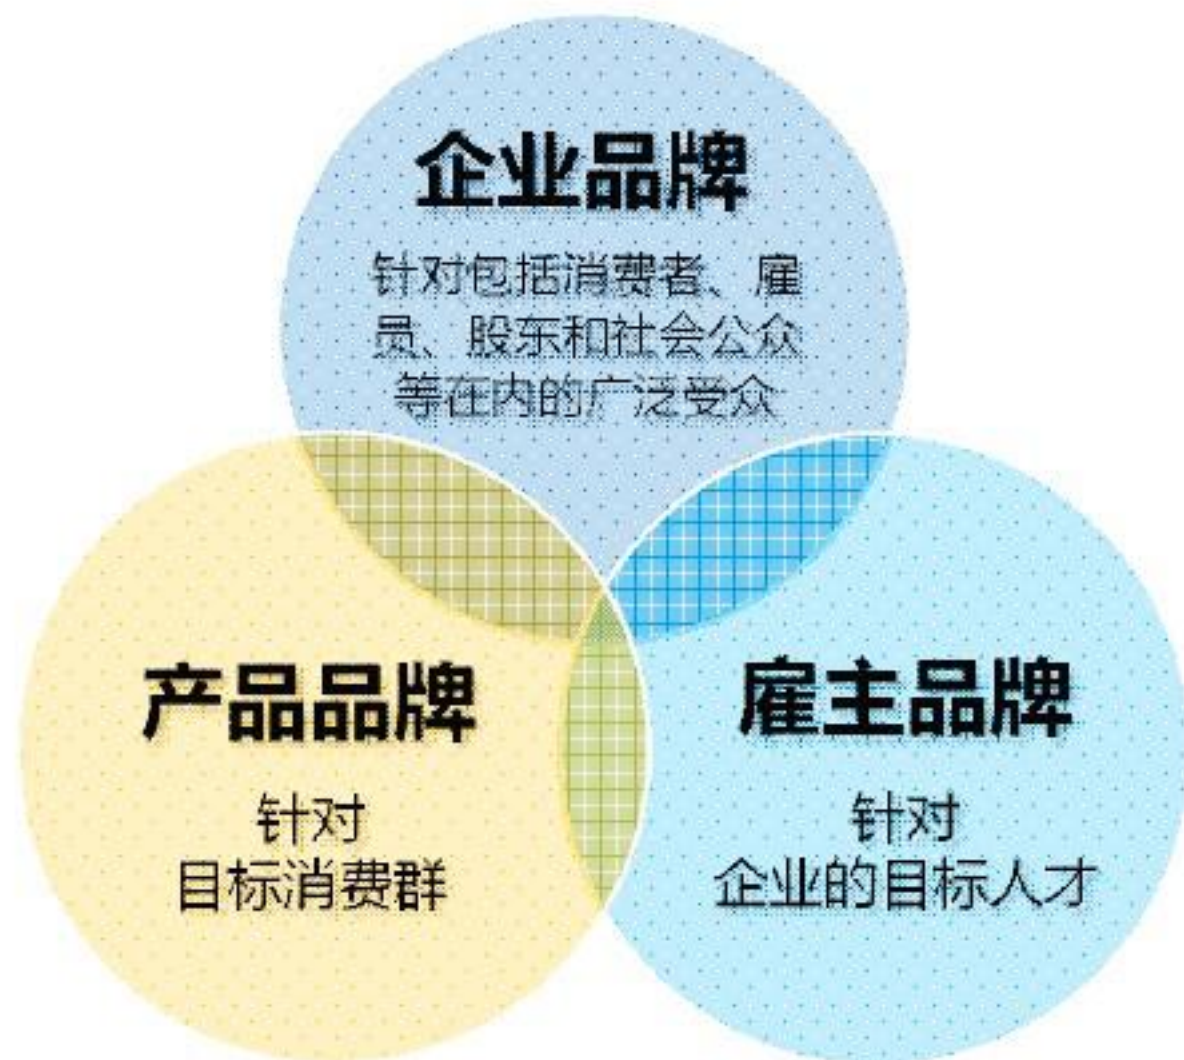 企业品牌
针对包括消费者、雇
员、股东和社会公众
等在内的广泛受众
产品品牌
针对
目标消费群
雇主品牌
针对
企业的目标人才